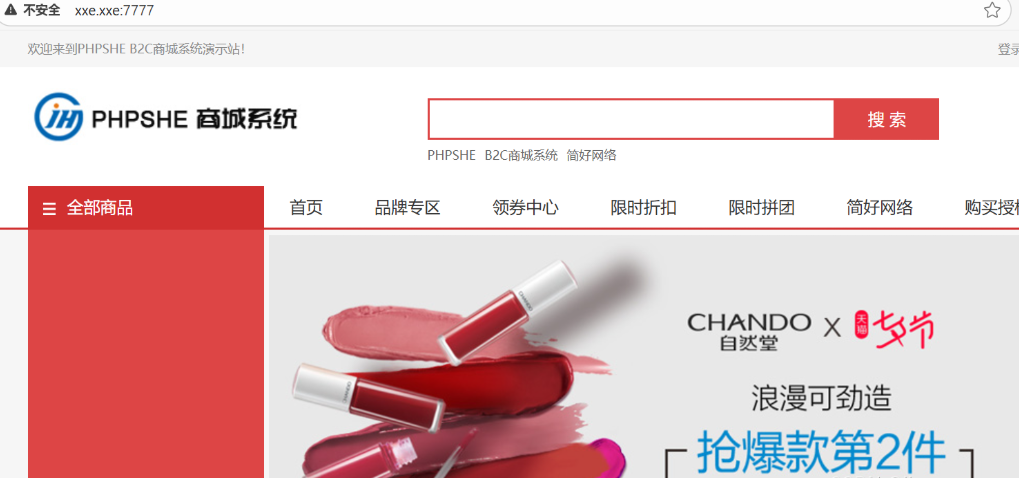 不安全 xxe.xxe:7777
欢迎来到PHPSHE B2C商城系统演示站!
登录
iH PHPSHE 商城系统
搜 索
PHPSHE B2C商城系统 简好网络
全部商品 首页 品牌专区 领券中心 限时折扣 限时拼团 简好网络 购买授权
CHANDO
CHANDO
CHANDO 自然堂 X 天猫 七夕节
浪漫可劲造
抢爆款第2件